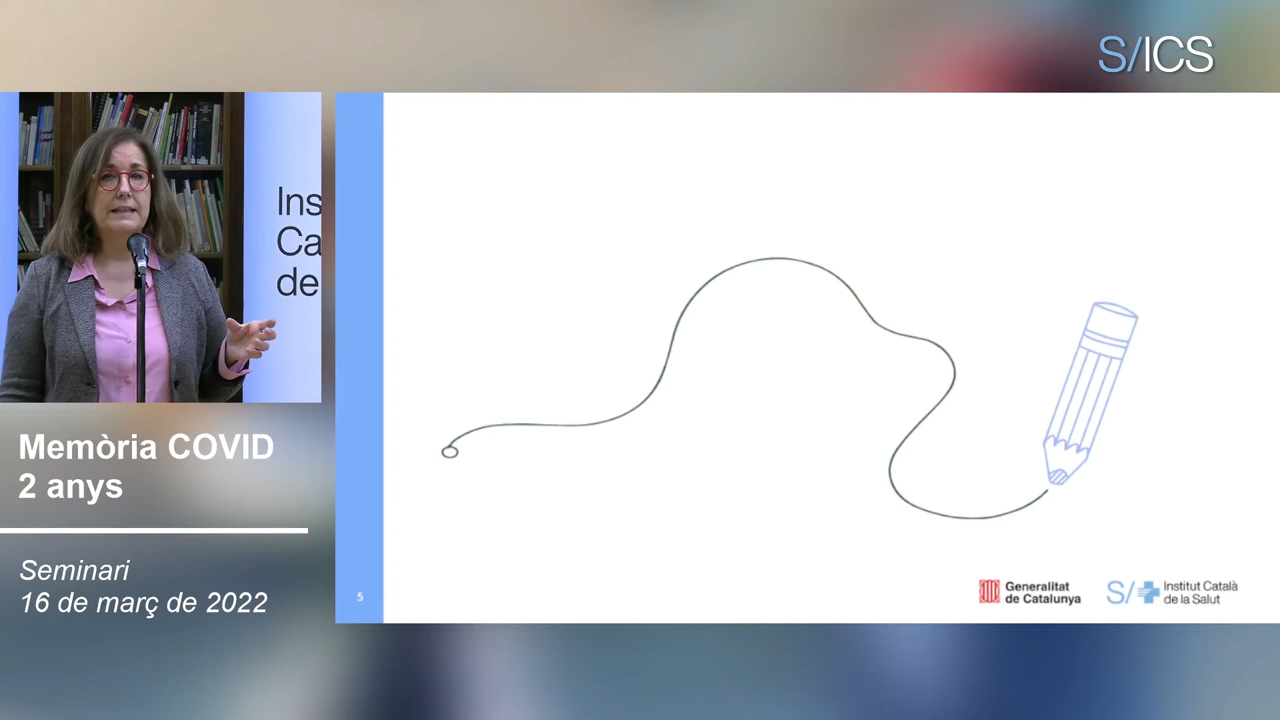 S/ICS
Ins
Ca
de
Memòria COVID
2 anys
Seminari
16 de març de 2022
5
Generalitat
de Catalunya
S/
Institut Català
de la Salut